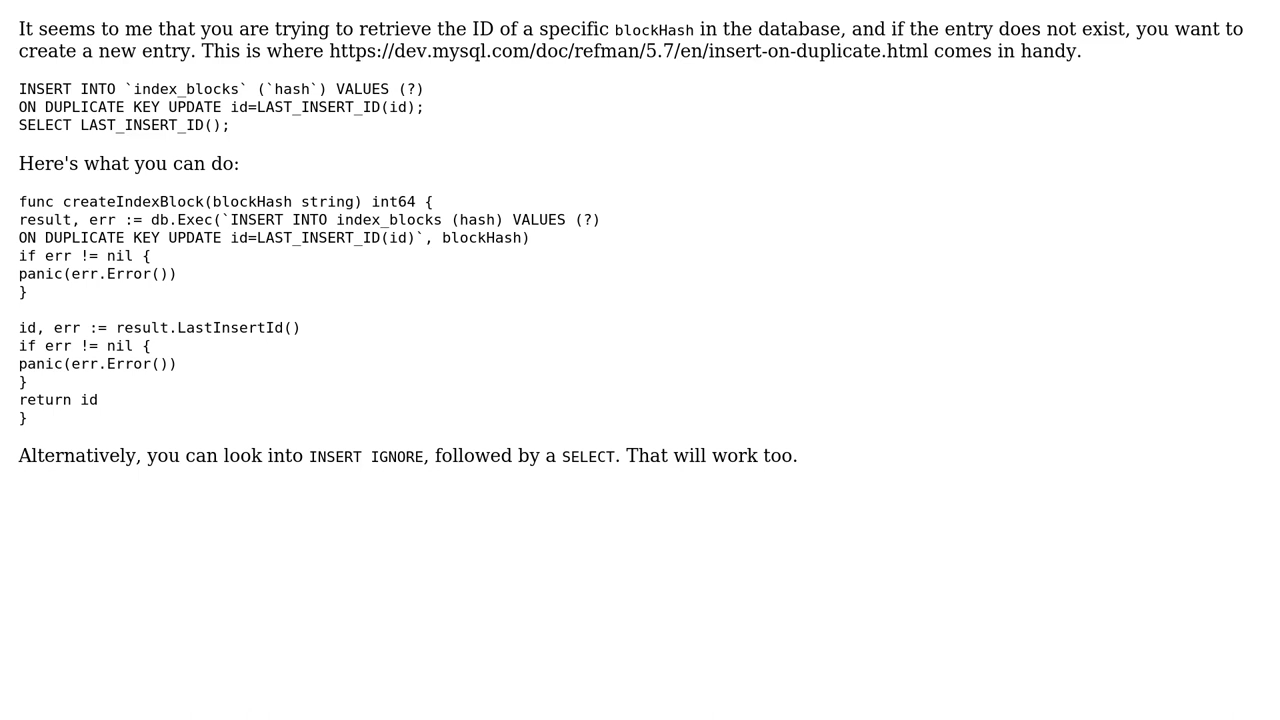 It seems to me that you are trying to retrieve the ID of a specific blockHash in the database, and if the entry does not exist, you want to
create a new entry. This is where https://dev.mysql.com/doc/refman/5.7/en/insert-on-duplicate.html comes in handy.
INSERT INTO `index_blocks` (`hash`) VALUES (?)
ON DUPLICATE KEY UPDATE id=LAST_INSERT_ID(id);
SELECT LAST_INSERT_ID();
Here's what you can do:
func createIndexBlock(blockHash string) int64 {
result, err := db.Exec(`INSERT INTO index_blocks (hash) VALUES (?)
ON DUPLICATE KEY UPDATE id=LAST_INSERT_ID(id)`, blockHash)
if err != nil {
panic(err.Error())
}
id, err := result.LastInsertId()
if err != nil {
panic(err.Error())
}
return id
}
Alternatively, you can look into INSERT IGNORE, followed by a SELECT. That will work too.